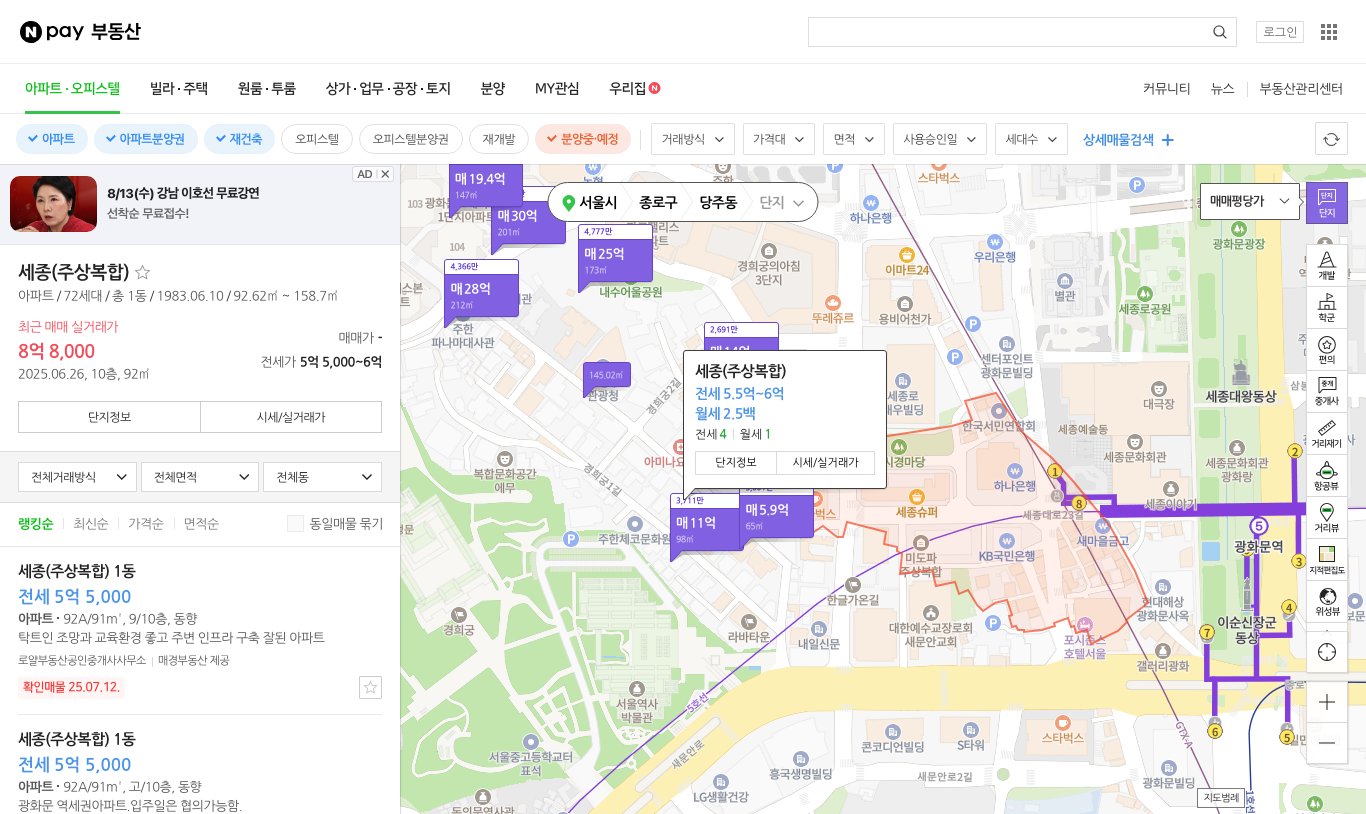 N pay 부동산
로그인
아파트 · 오피스텔
빌라 · 주택
원룸 · 투룸
상가 · 업무 · 공장 · 토지
분양
MY관심
우리집 N
커뮤니티
뉴스
부동산관리센터
아파트
아파트분양권
재건축
오피스텔
오피스텔분양권
재개발
분양중·예정
거래방식
가격대
면적
사용승인일
세대수
상세매물검색 +
8/13(수) 강남 이호선 무료강연
선착순 무료접수!
AD
세종(주상복합)
아파트 / 72세대 / 총 1동 / 1983.06.10 / 92.62㎡ ~ 158.7㎡
최근 매매 실거래가
8억 8,000
2025.06.26, 10층, 92㎡
매매가 -
전세가 5억 5,000~6억
단지정보
시세/실거래가
전체거래방식
전체면적
전체동
랭킹순
최신순
가격순
면적순
동일매물 묶기
세종(주상복합) 1동
전세 5억 5,000
아파트 · 92A/91㎡, 9/10층, 동향
탁트인 조망과 교육환경 좋고 주변 인프라 구축 잘된 아파트
로얄부동산공인중개사사무소
매경부동산 제공
확인매물 25.07.12.
세종(주상복합) 1동
전세 5억 5,000
아파트 · 92A/91㎡, 고/10층, 동향
광화문 역세권아파트.입주일은 협의가능함.
서울시
종로구
당주동
단지
매 19.4억
147㎡
매 30억
201㎡
4,777만
매 25억
173㎡
4,366만
매 28억
212㎡
2,691만
145.02㎡
세종(주상복합)
전세 5.5억~6억
월세 2.5백
전세 4
월세 1
단지정보
시세/실거래가
3,711만
매 11억
98㎡
매 5.9억
65㎡
매매평당가
단지
단지
개발
학군
편의
중개
중개사
거리재기
항공뷰
거리뷰
지적편집도
위성뷰
지도범례
스타벅스
하나은행
우리은행
광화문광장
경희궁의아침
3단지
이마트24
별관
세종로공원
내수어울공원
뚜레쥬르
용비어천가
주한
파나마대사관
센터포인트
광화문빌딩
관광청
경희궁2길
경희궁1길
세종대왕동상
대극장
세종예술동
세종문화회관
세종문화회관
광화랑
한국서민연합회
하나은행
복합문화공간
에무
세종슈퍼
세종이야기
세종대로23길
새마을금고
주한체코문화원
미도파
주상복합
KB국민은행
광화문역
한글가온길
현대해상
광화문사옥
이순신장군
동상
경희궁
라바타운
내일신문
대한예수교장로회
새문안교회
포시즌스
호텔서울
갤러리광화
서울역사
박물관
5호선
서울중고등학교터
표석
새문안로
콘코디언빌딩
S타워
스타벅스
GTX-A
흥국생명빌딩
새문안로2길
LG생활건강
광화문빌딩
1호선
104
1
2
3
4
5
5
6
7
8